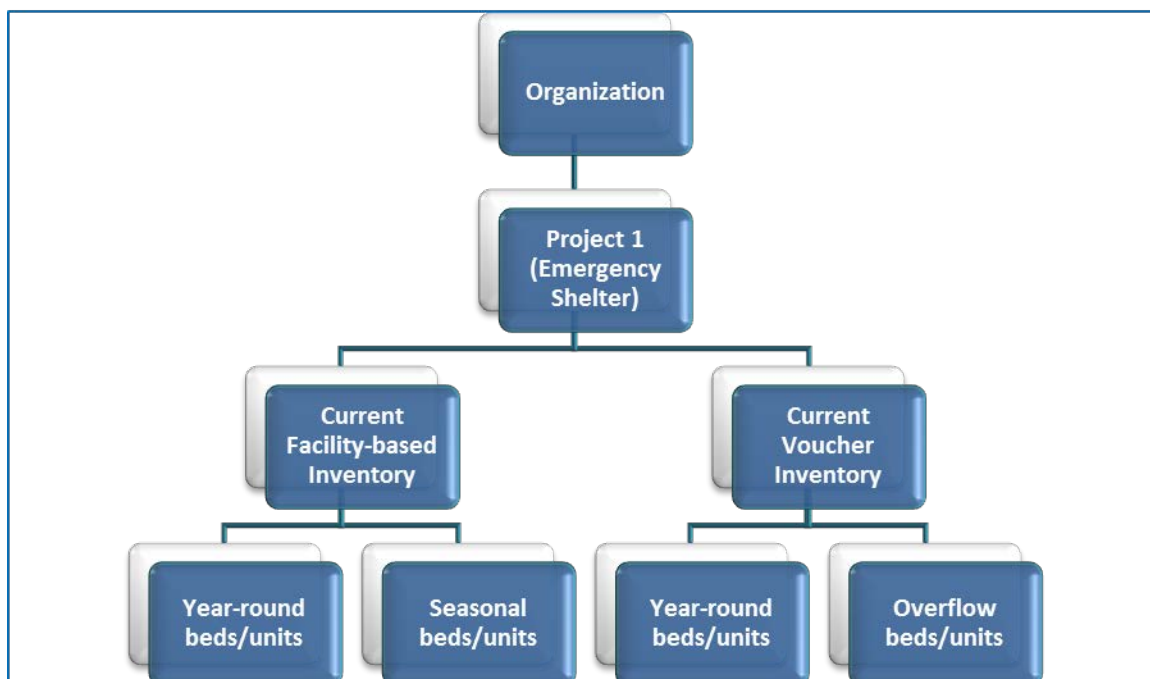 Organization
Project 1
(Emergency
Shelter)
Current
Facility-based
Inventory
Current
Voucher
Inventory
Year-round
beds/units
Seasonal
beds/units
Year-round
beds/units
Overflow
beds/units